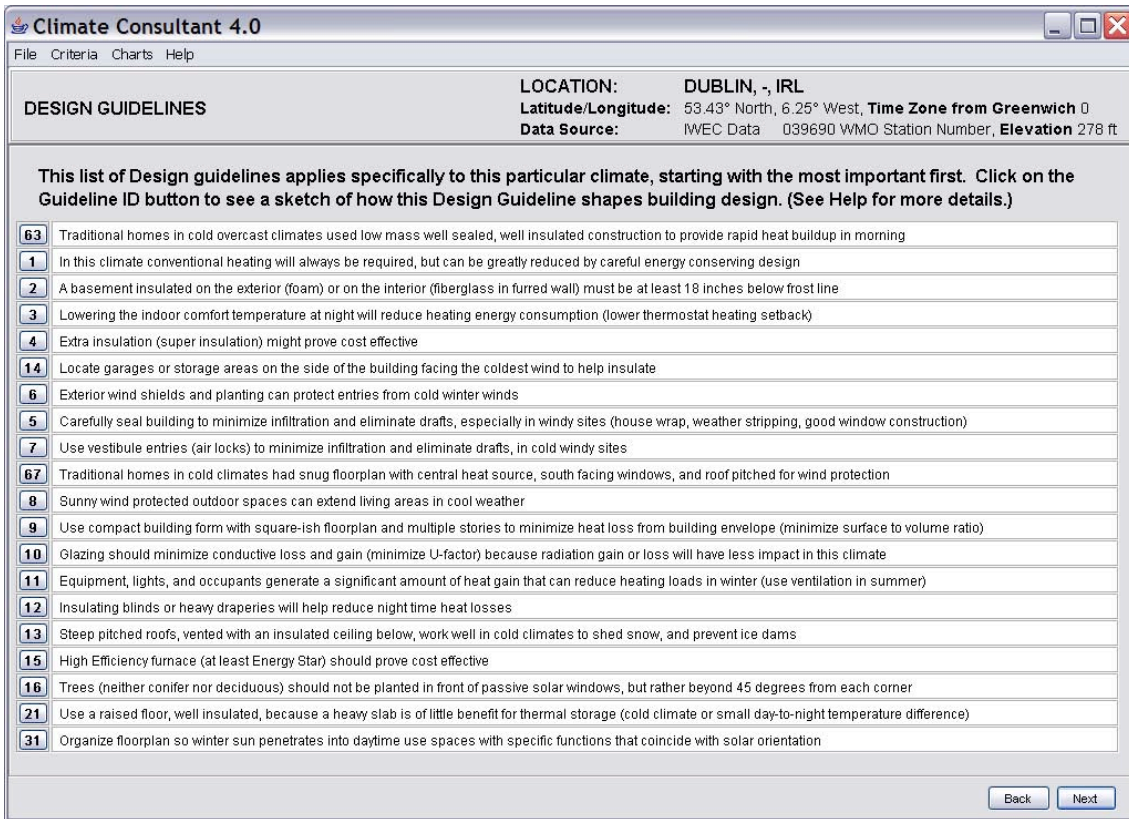 Climate Consultant 4.0
File Criteria Charts Help
DESIGN GUIDELINES
LOCATION: DUBLIN, -, IRL
Latitude/Longitude: 53.43° North, 6.25° West, Time Zone from Greenwich 0
Data Source: IWEC Data 039690 WMO Station Number, Elevation 278 ft
This list of Design guidelines applies specifically to this particular climate, starting with the most important first. Click on the
Guideline ID button to see a sketch of how this Design Guideline shapes building design. (See Help for more details.)
63 Traditional homes in cold overcast climates used low mass well sealed, well insulated construction to provide rapid heat buildup in morning
1 In this climate conventional heating will always be required, but can be greatly reduced by careful energy conserving design
2 A basement insulated on the exterior (foam) or on the interior (fiberglass in furred wall) must be at least 18 inches below frost line
3 Lowering the indoor comfort temperature at night will reduce heating energy consumption (lower thermostat heating setback)
4 Extra insulation (super insulation) might prove cost effective
14 Locate garages or storage areas on the side of the building facing the coldest wind to help insulate
6 Exterior wind shields and planting can protect entries from cold winter winds
5 Carefully seal building to minimize infiltration and eliminate drafts, especially in windy sites (house wrap, weather stripping, good window construction)
7 Use vestibule entries (air locks) to minimize infiltration and eliminate drafts, in cold windy sites
67 Traditional homes in cold climates had snug floorplan with central heat source, south facing windows, and roof pitched for wind protection
8 Sunny wind protected outdoor spaces can extend living areas in cool weather
9 Use compact building form with square-ish floorplan and multiple stories to minimize heat loss from building envelope (minimize surface to volume ratio)
10 Glazing should minimize conductive loss and gain (minimize U-factor) because radiation gain or loss will have less impact in this climate
11 Equipment, lights, and occupants generate a significant amount of heat gain that can reduce heating loads in winter (use ventilation in summer)
12 Insulating blinds or heavy draperies will help reduce night time heat losses
13 Steep pitched roofs, vented with an insulated ceiling below, work well in cold climates to shed snow, and prevent ice dams
15 High Efficiency furnace (at least Energy Star) should prove cost effective
16 Trees (neither conifer nor deciduous) should not be planted in front of passive solar windows, but rather beyond 45 degrees from each corner
21 Use a raised floor, well insulated, because a heavy slab is of little benefit for thermal storage (cold climate or small day-to-night temperature difference)
31 Organize floorplan so winter sun penetrates into daytime use spaces with specific functions that coincide with solar orientation
Back Next